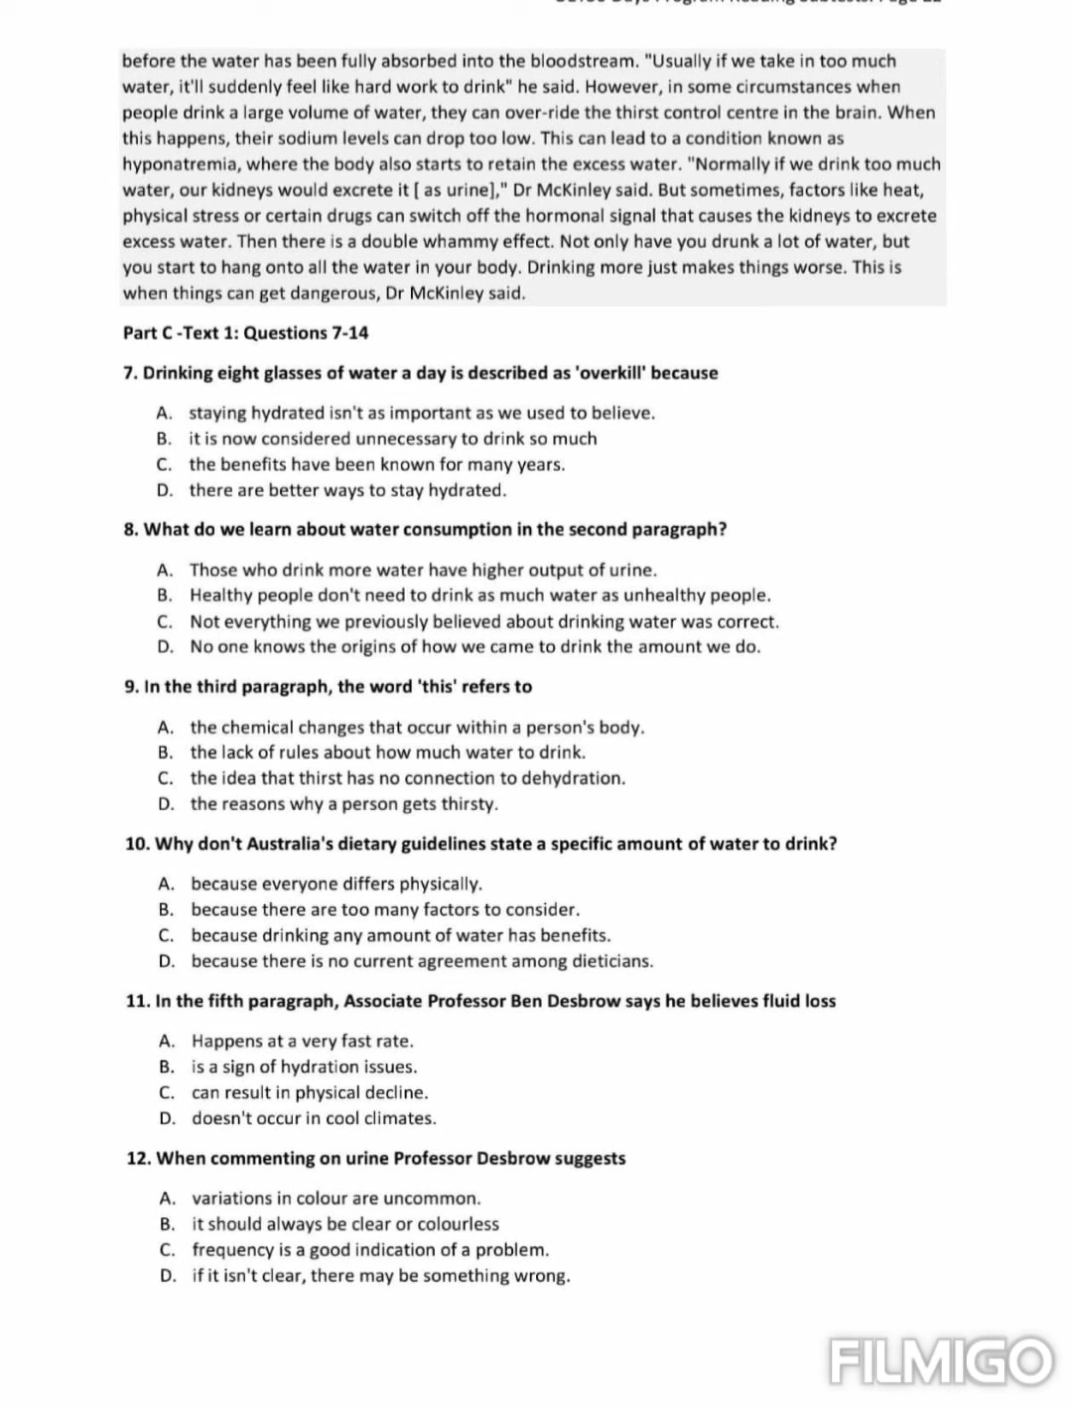 before the water has been fully absorbed into the bloodstream. "Usually if we take in too much
water, it'll suddenly feel like hard work to drink" he said. However, in some circumstances when
people drink a large volume of water, they can over-ride the thirst control centre in the brain. When
this happens, their sodium levels can drop too low. This can lead to a condition known as
hyponatremia, where the body also starts to retain the excess water. "Normally if we drink too much
water, our kidneys would excrete it [ as urine]," Dr McKinley said. But sometimes, factors like heat,
physical stress or certain drugs can switch off the hormonal signal that causes the kidneys to excrete
excess water. Then there is a double whammy effect. Not only have you drunk a lot of water, but
you start to hang onto all the water in your body. Drinking more just makes things worse. This is
when things can get dangerous, Dr McKinley said.
Part C -Text 1: Questions 7-14
7. Drinking eight glasses of water a day is described as 'overkill' because
A. staying hydrated isn't as important as we used to believe.
B. it is now considered unnecessary to drink so much
C. the benefits have been known for many years.
D. there are better ways to stay hydrated.
8. What do we learn about water consumption in the second paragraph?
A. Those who drink more water have higher output of urine.
B. Healthy people don't need to drink as much water as unhealthy people.
C. Not everything we previously believed about drinking water was correct.
D. No one knows the origins of how we came to drink the amount we do.
9. In the third paragraph, the word 'this' refers to
A. the chemical changes that occur within a person's body.
B. the lack of rules about how much water to drink.
C. the idea that thirst has no connection to dehydration.
D. the reasons why a person gets thirsty.
10. Why don't Australia's dietary guidelines state a specific amount of water to drink?
A. because everyone differs physically.
B. because there are too many factors to consider.
C. because drinking any amount of water has benefits.
D. because there is no current agreement among dieticians.
11. In the fifth paragraph, Associate Professor Ben Desbrow says he believes fluid loss
A. Happens at a very fast rate.
B. is a sign of hydration issues.
C. can result in physical decline.
D. doesn't occur in cool climates.
12. When commenting on urine Professor Desbrow suggests
A. variations in colour are uncommon.
B. it should always be clear or colourless
C. frequency is a good indication of a problem.
D. if it isn't clear, there may be something wrong.
FILMIGO